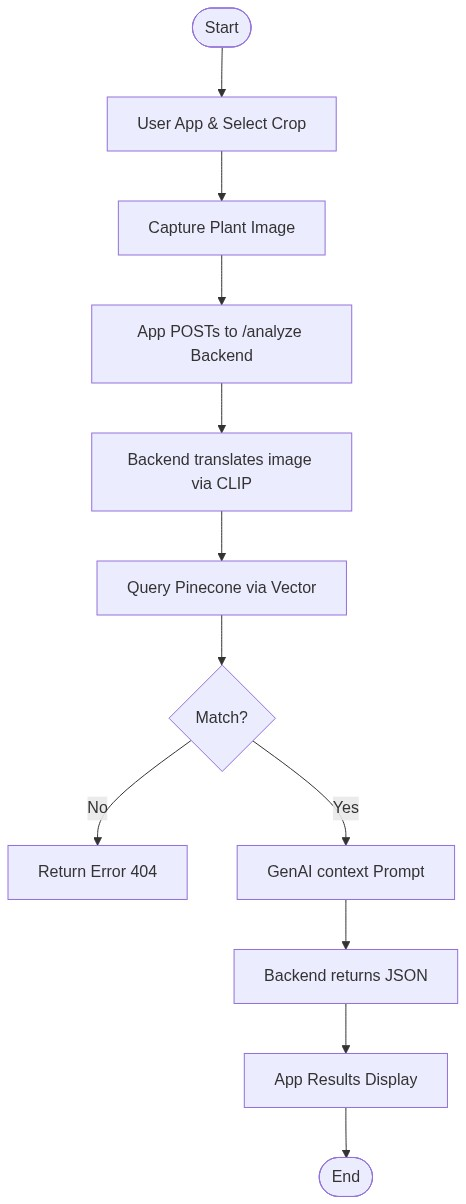 Start
User App & Select Crop
Capture Plant Image
App POSTs to /analyze
Backend
Backend translates image
via CLIP
Query Pinecone via Vector
Match?
No
Yes
Return Error 404
GenAI context Prompt
Backend returns JSON
App Results Display
End